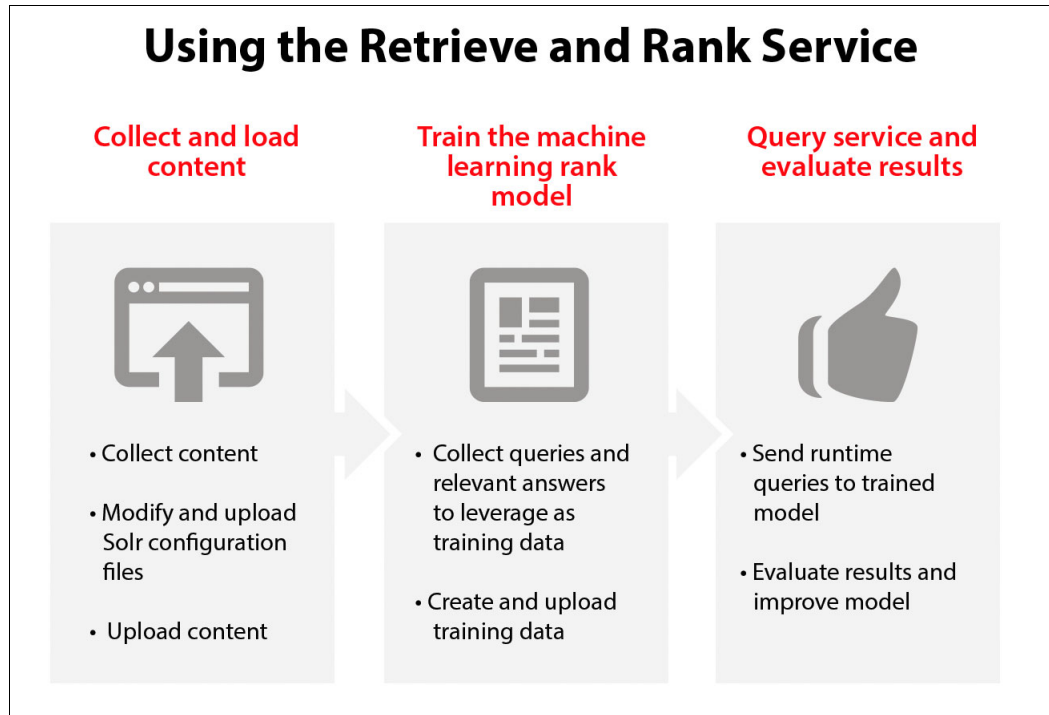 Using the Retrieve and Rank Service
Collect and load
content
• Collect content
• Modify and upload
Solr configuration
files
• Upload content
Train the machine
learning rank
model
• Collect queries and
relevant answers
to leverage as
training data
• Create and upload
training data
Query service and
evaluate results
• Send runtime
queries to trained
model
• Evaluate results and
improve model